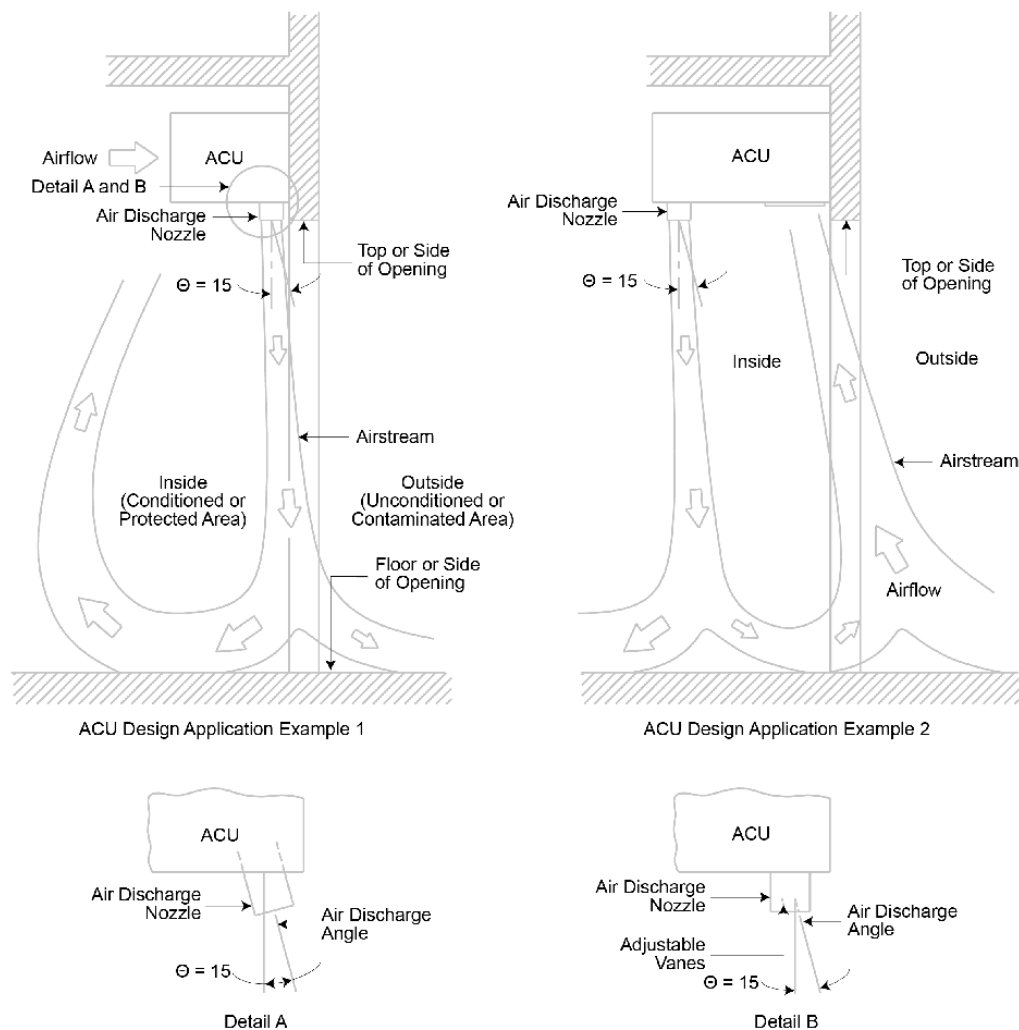 Airflow
ACU
Detail A and B
Air Discharge
Nozzle
Top or Side
of Opening
Θ = 15
Airstream
Inside
(Conditioned or
Protected Area)
Outside
(Unconditioned or
Contaminated Area)
Floor or Side
of Opening
ACU Design Application Example 1
ACU
Air Discharge
Nozzle
Top or Side
of Opening
Θ = 15
Inside
Outside
Airstream
Airflow
ACU Design Application Example 2
ACU
Air Discharge
Nozzle
Air Discharge
Angle
Θ = 15
Detail A
ACU
Air Discharge
Nozzle
Air Discharge
Angle
Adjustable
Vanes
Θ = 15
Detail B